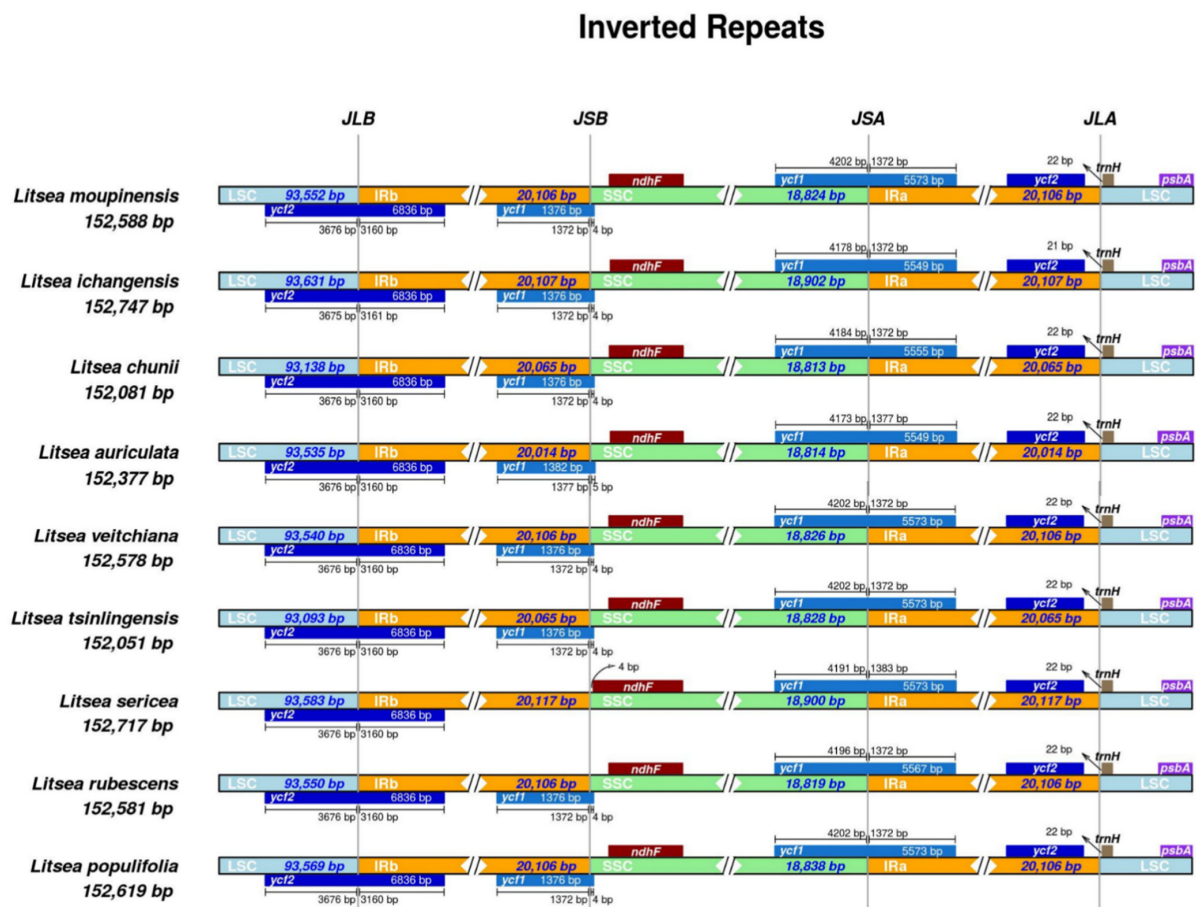 Inverted Repeats
JLB JSB JSA JLA
4202 bp 1372 bp 22 bp trnH
ndhF ycf1 5573 bp ycf2 psbA
Litsea moupinensis LSC 93,552 bp IRb 20,106 bp SSC 18,824 bp IRa 20,106 bp LSC
152,588 bp ycf2 6836 bp ycf1 1376 bp
3676 bp 3160 bp 1372 bp 4 bp
4178 bp 1372 bp 21 bp trnH
ndhF ycf1 5549 bp ycf2 psbA
Litsea ichangensis LSC 93,631 bp IRb 20,107 bp SSC 18,902 bp IRa 20,107 bp LSC
152,747 bp ycf2 6836 bp ycf1 1376 bp
3675 bp 3161 bp 1372 bp 4 bp
4184 bp 1372 bp 22 bp trnH
ndhF ycf1 5555 bp ycf2 psbA
Litsea chunii LSC 93,138 bp IRb 20,065 bp SSC 18,813 bp IRa 20,065 bp LSC
152,081 bp ycf2 6836 bp ycf1 1376 bp
3676 bp 3160 bp 1372 bp 4 bp
4173 bp 1377 bp 22 bp trnH
ndhF ycf1 5549 bp ycf2 psbA
Litsea auriculata LSC 93,535 bp IRb 20,014 bp SSC 18,814 bp IRa 20,014 bp LSC
152,377 bp ycf2 6836 bp ycf1 1382 bp
3676 bp 3160 bp 1377 bp 5 bp
4202 bp 1372 bp 22 bp trnH
ndhF ycf1 5573 bp ycf2 psbA
Litsea veitchiana LSC 93,540 bp IRb 20,106 bp SSC 18,826 bp IRa 20,106 bp LSC
152,578 bp ycf2 6836 bp ycf1 1376 bp
3676 bp 3160 bp 1372 bp 4 bp
4202 bp 1372 bp 22 bp trnH
ndhF ycf1 5573 bp ycf2 psbA
Litsea tsinlingensis LSC 93,093 bp IRb 20,065 bp SSC 18,828 bp IRa 20,065 bp LSC
152,051 bp ycf2 6836 bp ycf1 1376 bp
3676 bp 3160 bp 1372 bp 4 bp
4 bp 4191 bp 1383 bp 22 bp trnH
ndhF ycf1 5573 bp ycf2 psbA
Litsea sericea LSC 93,583 bp IRb 20,117 bp SSC 18,900 bp IRa 20,117 bp LSC
152,717 bp ycf2 6836 bp
3676 bp 3160 bp
4196 bp 1372 bp 22 bp trnH
ndhF ycf1 5567 bp ycf2 psbA
Litsea rubescens LSC 93,550 bp IRb 20,106 bp SSC 18,819 bp IRa 20,106 bp LSC
152,581 bp ycf2 6836 bp ycf1 1376 bp
3676 bp 3160 bp 1372 bp 4 bp
4202 bp 1372 bp 22 bp trnH
ndhF ycf1 5573 bp ycf2 psbA
Litsea populifolia LSC 93,569 bp IRb 20,106 bp SSC 18,838 bp IRa 20,106 bp LSC
152,619 bp ycf2 6836 bp ycf1 1376 bp
3676 bp 3160 bp 1372 bp 4 bp